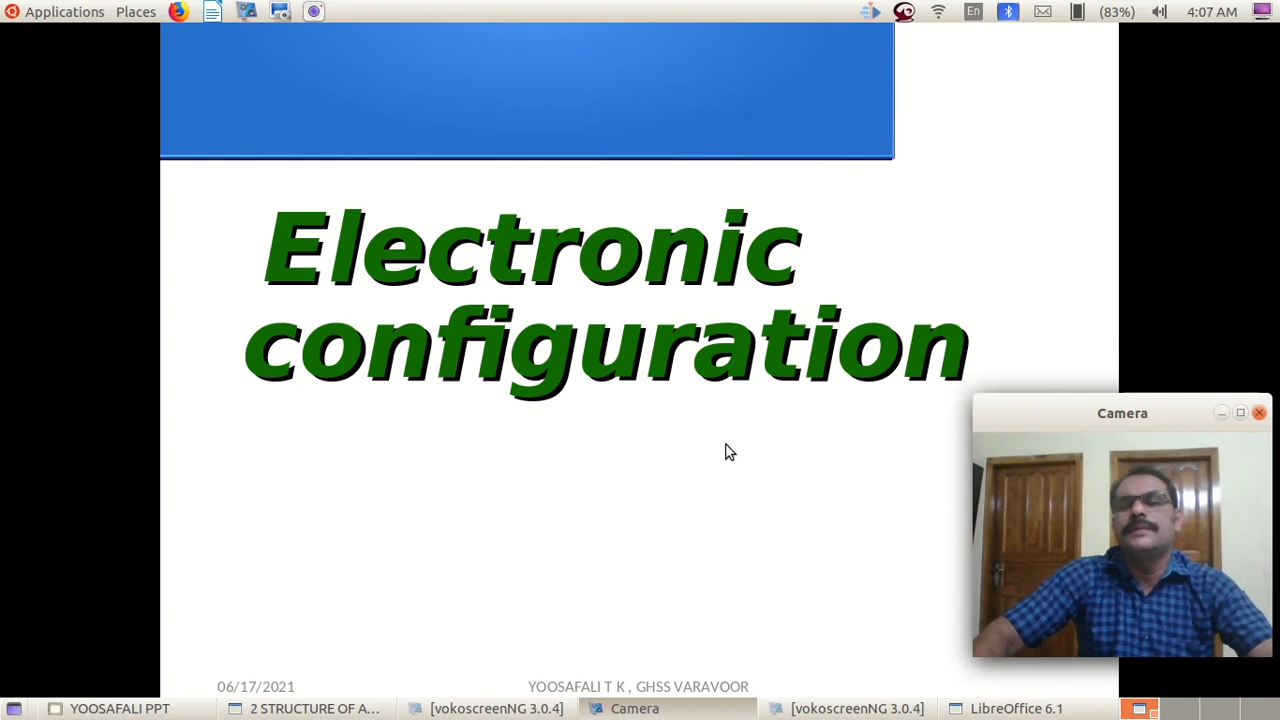 Applications Places En (83%) 4:07 AM
Electronic
configuration
Camera
06/17/2021 YOOSAFALI T K , GHSS VARAVOOR
YOOSAFALI PPT 2 STRUCTURE OF A... [vokoscreenNG 3.0.4] Camera [vokoscreenNG 3.0.4] LibreOffice 6.1